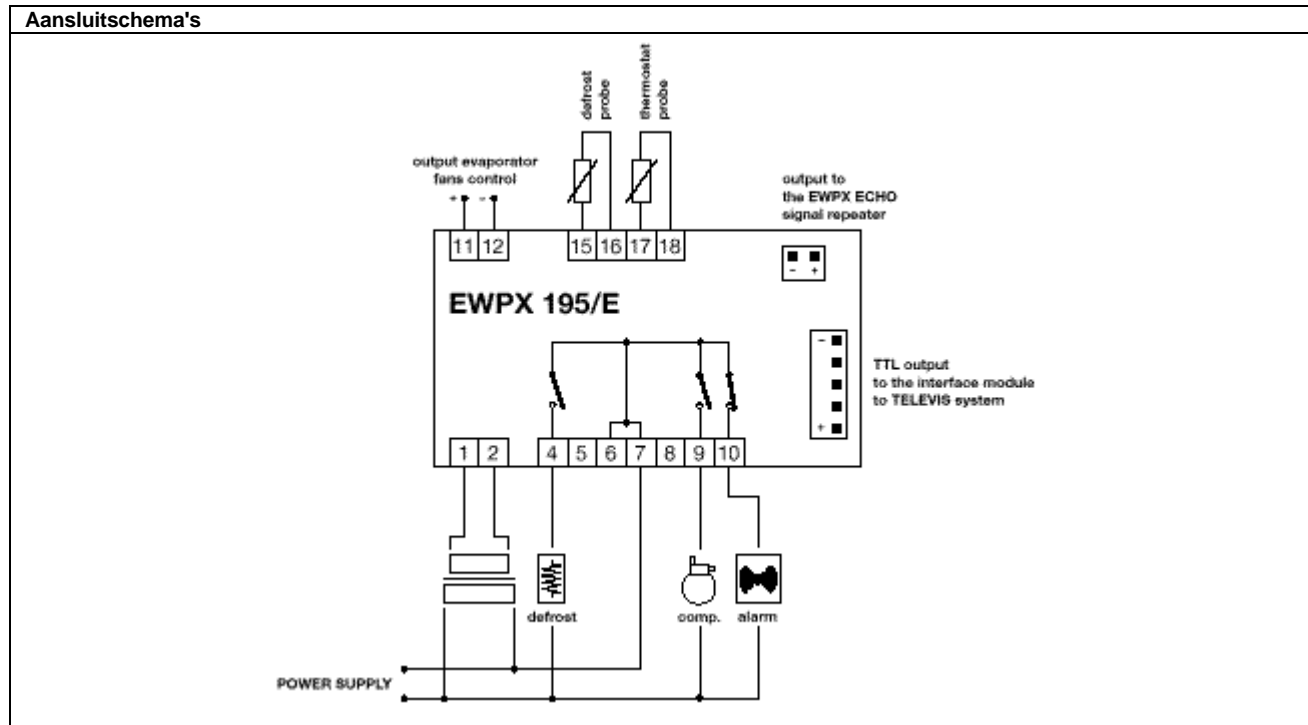 Aansluitschema's
defrost
probe
thermostat
probe
output evaporator
fans control
+ -
output to
the EWPX ECHO
signal repeater
11 12 15 16 17 18
- +
EWPX 195/E
-
TTL output
to the interface module
to TELEVIS system
+
1 2 4 5 6 7 8 9 10
defrost
comp.
alarm
POWER SUPPLY